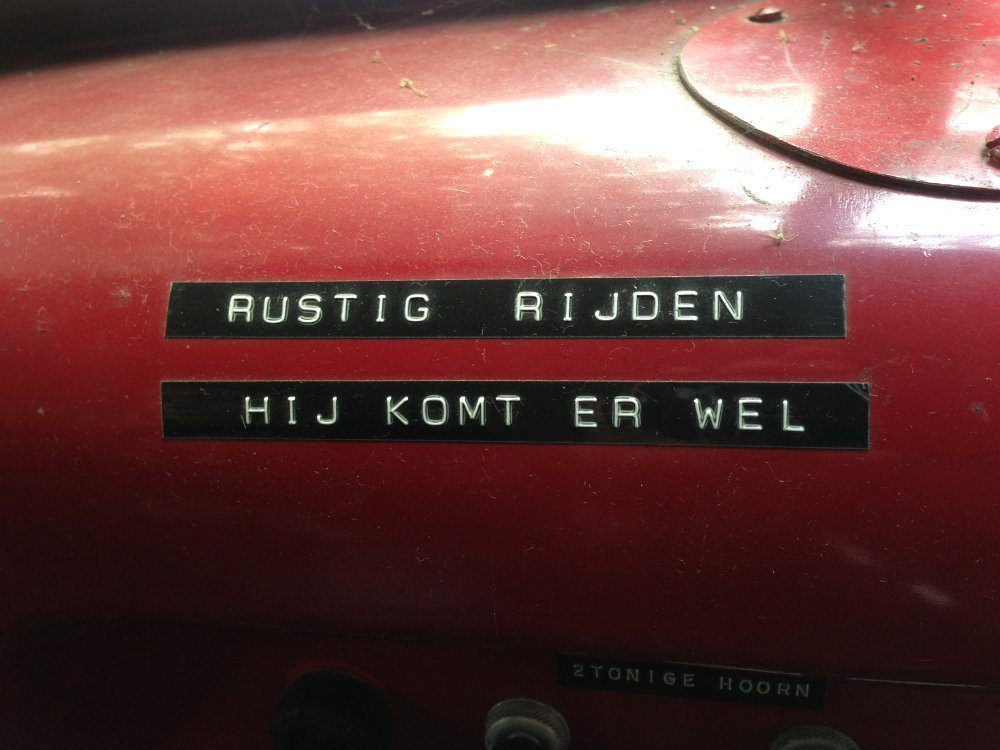 RUSTIG RIJDEN
HIJ KOMT ER WEL
2TONIGE HOORN